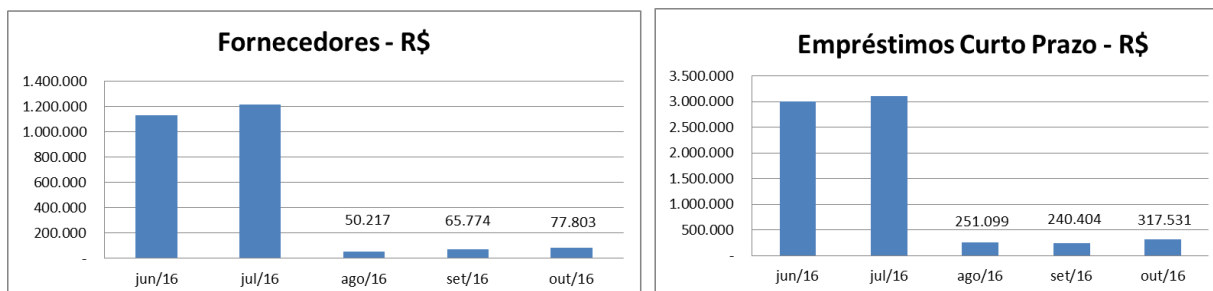 Fornecedores - R$
1.400.000
1.200.000
1.000.000
800.000
600.000
400.000
200.000
-
50.217
65.774
77.803
jun/16
jul/16
ago/16
set/16
out/16
Empréstimos Curto Prazo - R$
3.500.000
3.000.000
2.500.000
2.000.000
1.500.000
1.000.000
500.000
-
251.099
240.404
317.531
jun/16
jul/16
ago/16
set/16
out/16